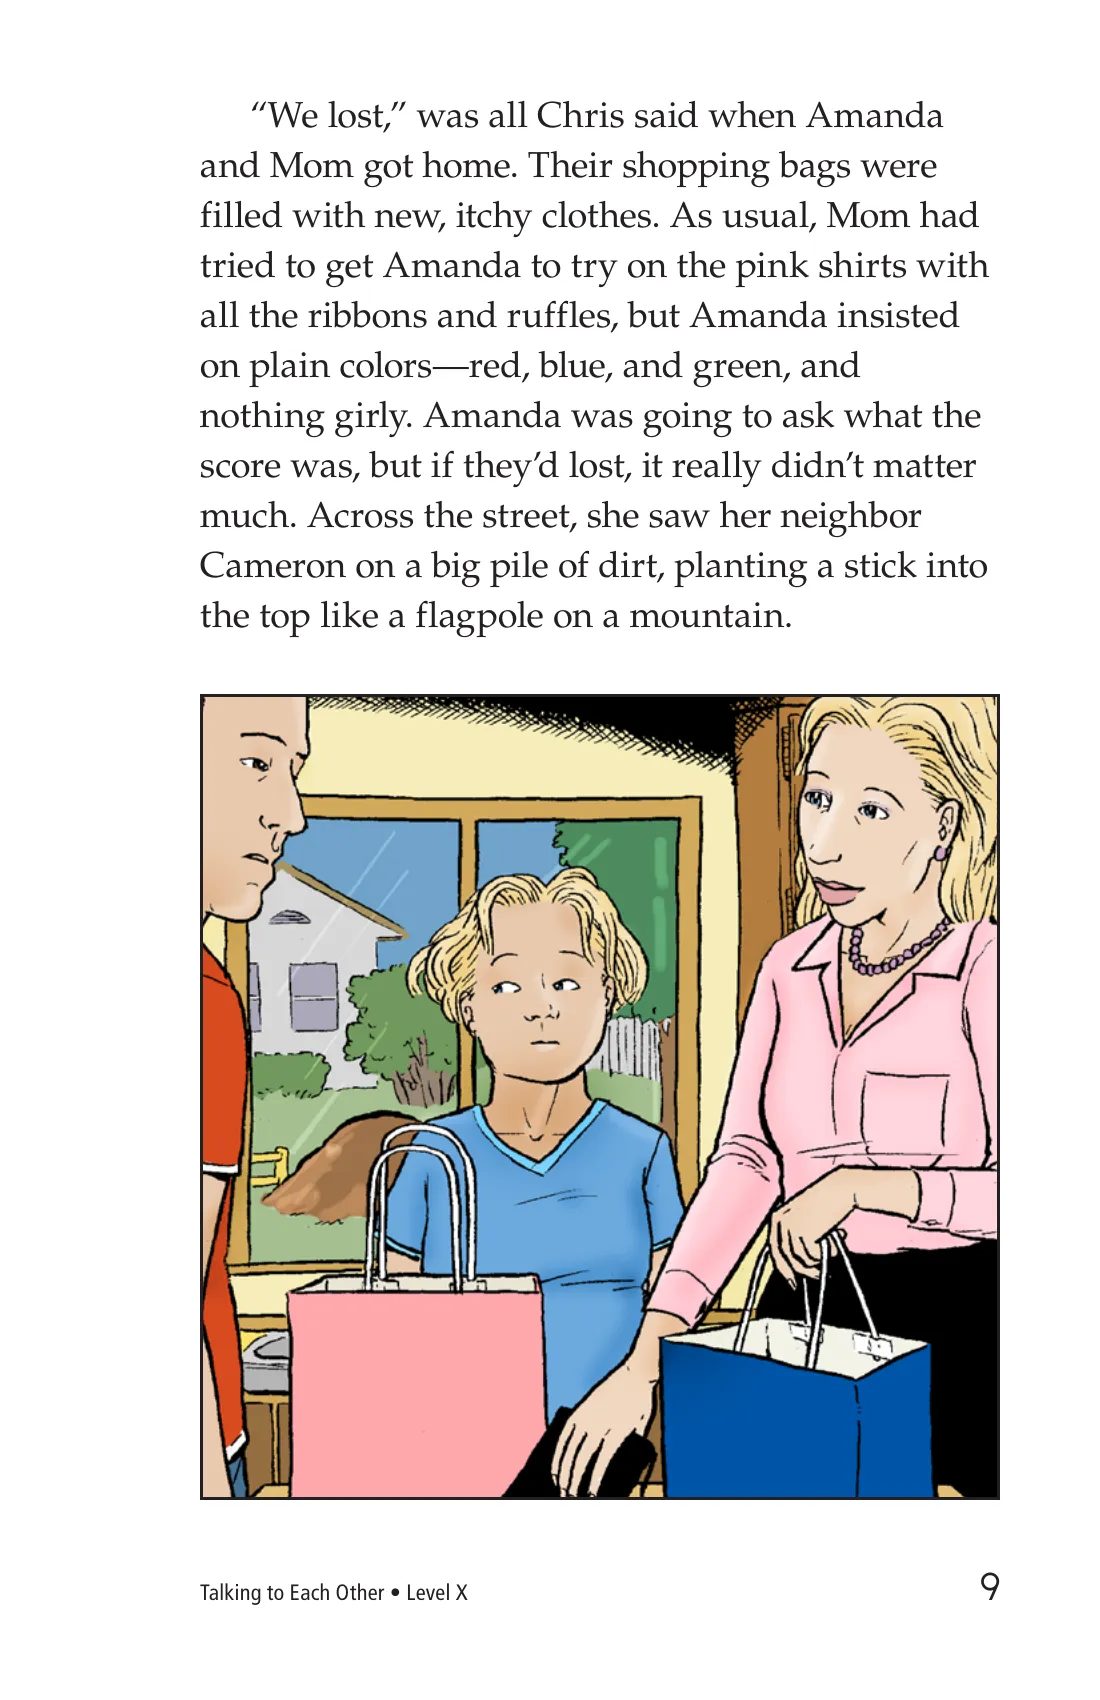 “We lost,” was all Chris said when Amanda
and Mom got home. Their shopping bags were
filled with new, itchy clothes. As usual, Mom had
tried to get Amanda to try on the pink shirts with
all the ribbons and ruffles, but Amanda insisted
on plain colors—red, blue, and green, and
nothing girly. Amanda was going to ask what the
score was, but if they’d lost, it really didn’t matter
much. Across the street, she saw her neighbor
Cameron on a big pile of dirt, planting a stick into
the top like a flagpole on a mountain.
Talking to Each Other • Level X
9